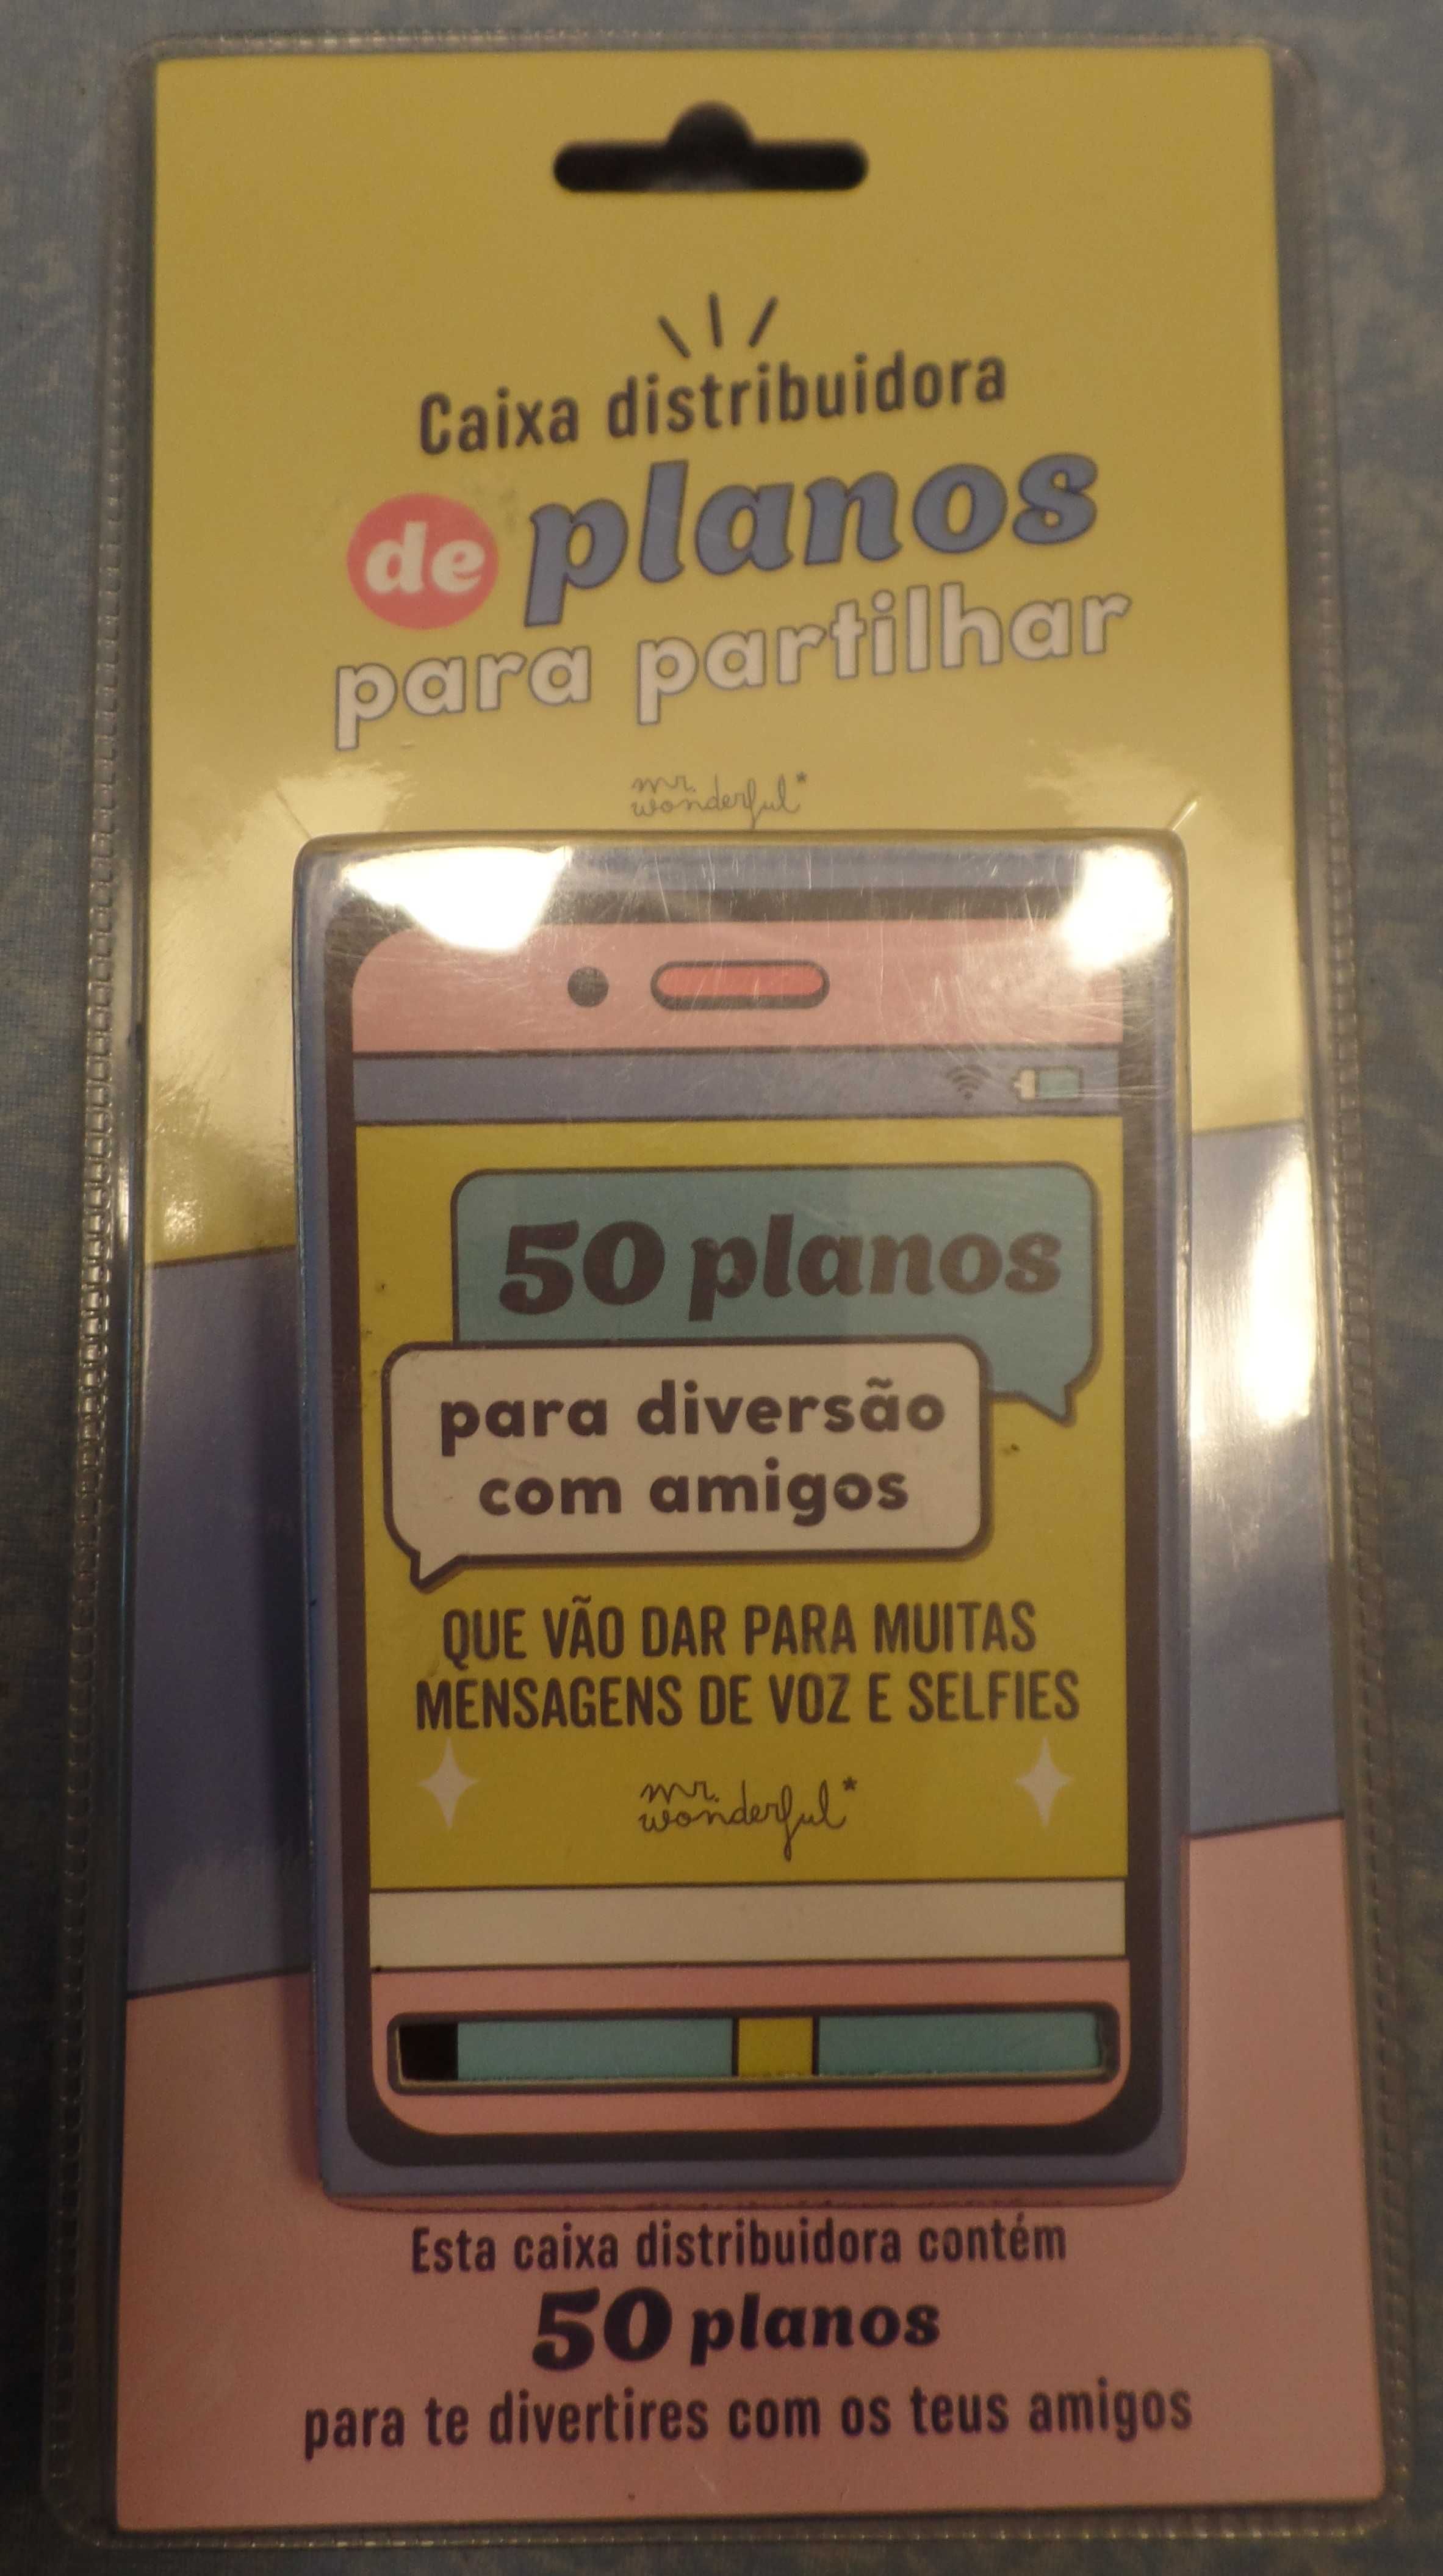 Caixa distribuidora
de planos
para partilhar
mr.
wonderful*
50 planos
para diversão
com amigos
QUE VÃO DAR PARA MUITAS
MENSAGENS DE VOZ E SELFIES
mr.
wonderful*
Esta caixa distribuidora contém
50 planos
para te divertires com os teus amigos